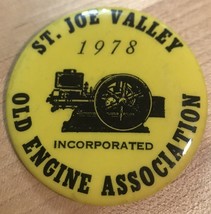 ST. JOE VALLEY
1978
INCORPORATED
OLD ENGINE ASSOCIATION